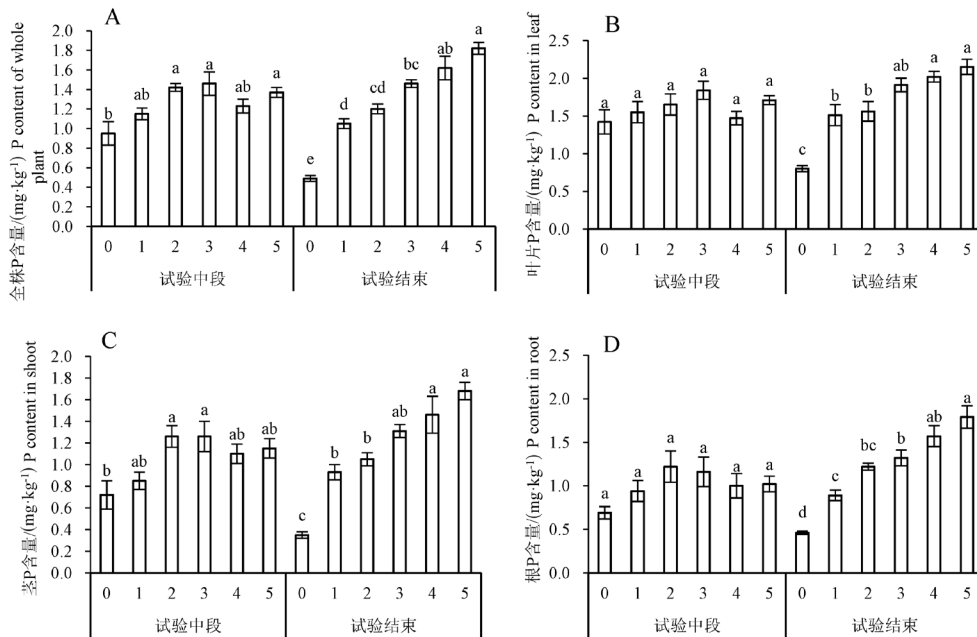 A
全株P含量/(mg·kg⁻¹) P content of whole
plant
2.0
1.8
1.6
1.4
1.2
1.0
0.8
0.6
0.4
0.2
0.0
b ab a a ab a e d cd bc ab a
0 1 2 3 4 5 0 1 2 3 4 5
试验中段 试验结束
B
叶片P含量/(mg·kg⁻¹) P content in leaf
2.5
2.0
1.5
1.0
0.5
0.0
a a a a a a c b b ab a a
0 1 2 3 4 5 0 1 2 3 4 5
试验中段 试验结束
C
茎P含量/(mg·kg⁻¹) P content in shoot
2.0
1.8
1.6
1.4
1.2
1.0
0.8
0.6
0.4
0.2
0.0
b ab a a ab ab c b b ab a a
0 1 2 3 4 5 0 1 2 3 4 5
试验中段 试验结束
D
根P含量/(mg·kg⁻¹) P content in root
2.5
2.0
1.5
1.0
0.5
0.0
a a a a a a d c bc b ab a
0 1 2 3 4 5 0 1 2 3 4 5
试验中段 试验结束